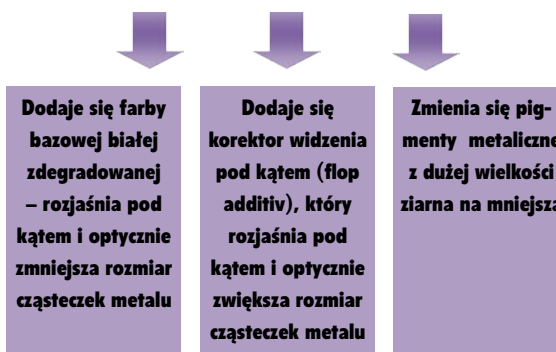 Dodaje się farby
bazowej białej
zdegradowanej
– rozjaśnia pod
kątem i optycznie
zmniejsza rozmiar
cząsteczek metalu
Dodaje się
korektor widzenia
pod kątem (flop
additiv), który
rozjaśnia pod
kątem i optycznie
zwiększa rozmiar
cząsteczek metalu
Zmienia się pig-
menty metaliczne
z dużej wielkości
ziarna na mniejsza